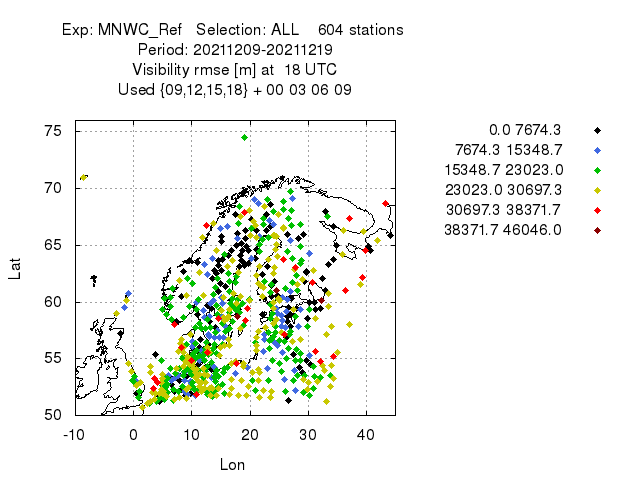 Exp: MNWC_Ref   Selection: ALL    604 stations
Period: 20211209-20211219
Visibility rmse [m] at  18 UTC
Used {09,12,15,18} + 00 03 06 09
0.0 7674.3
7674.3 15348.7
15348.7 23023.0
23023.0 30697.3
30697.3 38371.7
38371.7 46046.0
75
70
65
60
55
50
Lat
-10 0 10 20 30 40
Lon